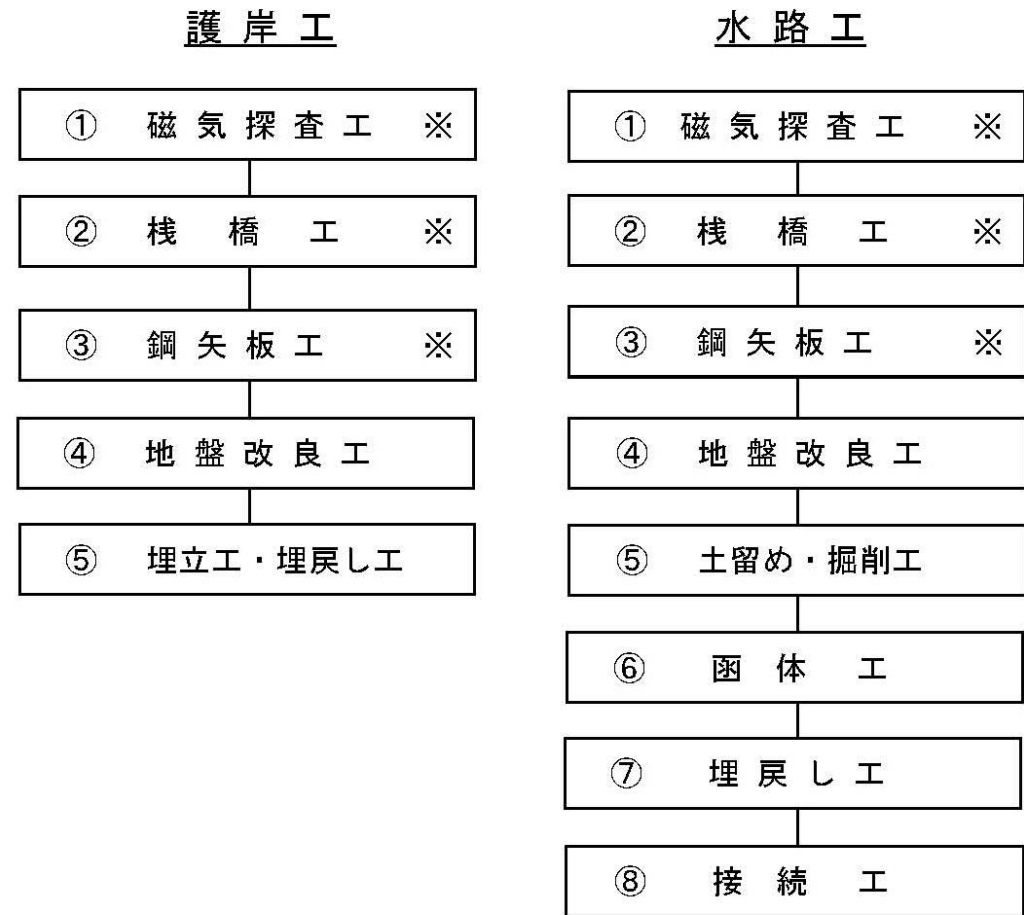 護岸工
① 磁気探査工 ※
② 桟橋工 ※
③ 鋼矢板工 ※
④ 地盤改良工
⑤ 埋立工・埋戻し工
水路工
① 磁気探査工 ※
② 桟橋工 ※
③ 鋼矢板工 ※
④ 地盤改良工
⑤ 土留め・掘削工
⑥ 函体工
⑦ 埋戻し工
⑧ 接続工